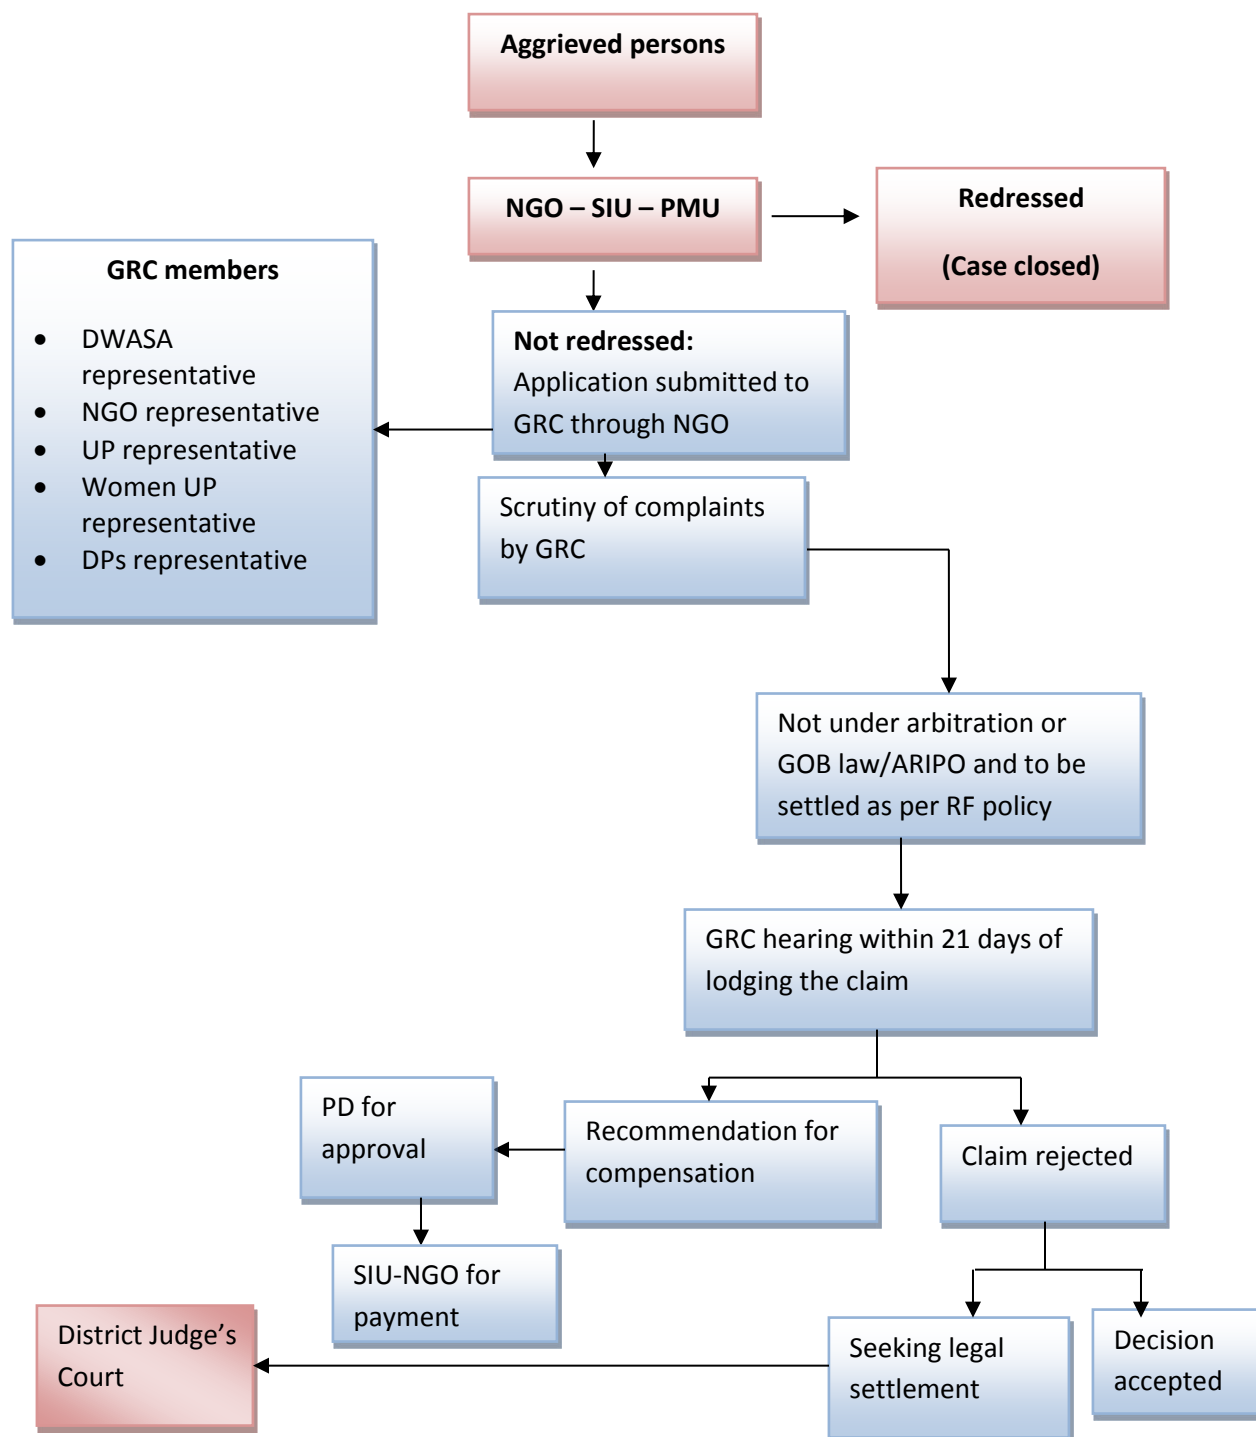 Aggrieved persons
NGO – SIU – PMU
Redressed
(Case closed)
GRC members
• DWASA
representative
• NGO representative
• UP representative
• Women UP
representative
• DPs representative
Not redressed:
Application submitted to
GRC through NGO
Scrutiny of complaints
by GRC
Not under arbitration or
GOB law/ARIPO and to be
settled as per RF policy
GRC hearing within 21 days of
lodging the claim
PD for
approval
Recommendation for
compensation
Claim rejected
SIU-NGO for
payment
District Judge’s
Court
Seeking legal
settlement
Decision
accepted